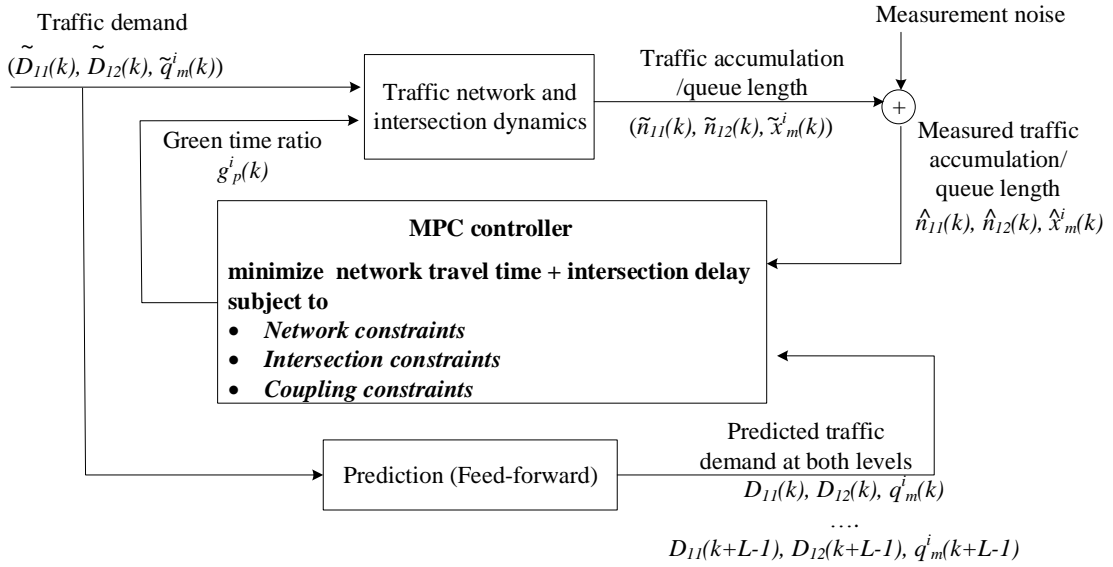 Traffic demand
(D̃₁₁(k), D̃₁₂(k), q̃ⁱₘ(k))
Measurement noise
Traffic network and
intersection dynamics
Traffic accumulation
/queue length
(ñ₁₁(k), ñ₁₂(k), x̃ⁱₘ(k))
+
Green time ratio
gⁱₚ(k)
Measured traffic
accumulation/
queue length
n̂₁₁(k), n̂₁₂(k), x̂ⁱₘ(k)
MPC controller
minimize network travel time + intersection delay
subject to
• Network constraints
• Intersection constraints
• Coupling constraints
Prediction (Feed-forward)
Predicted traffic
demand at both levels
D₁₁(k), D₁₂(k), qⁱₘ(k)
….
D₁₁(k+L-1), D₁₂(k+L-1), qⁱₘ(k+L-1)